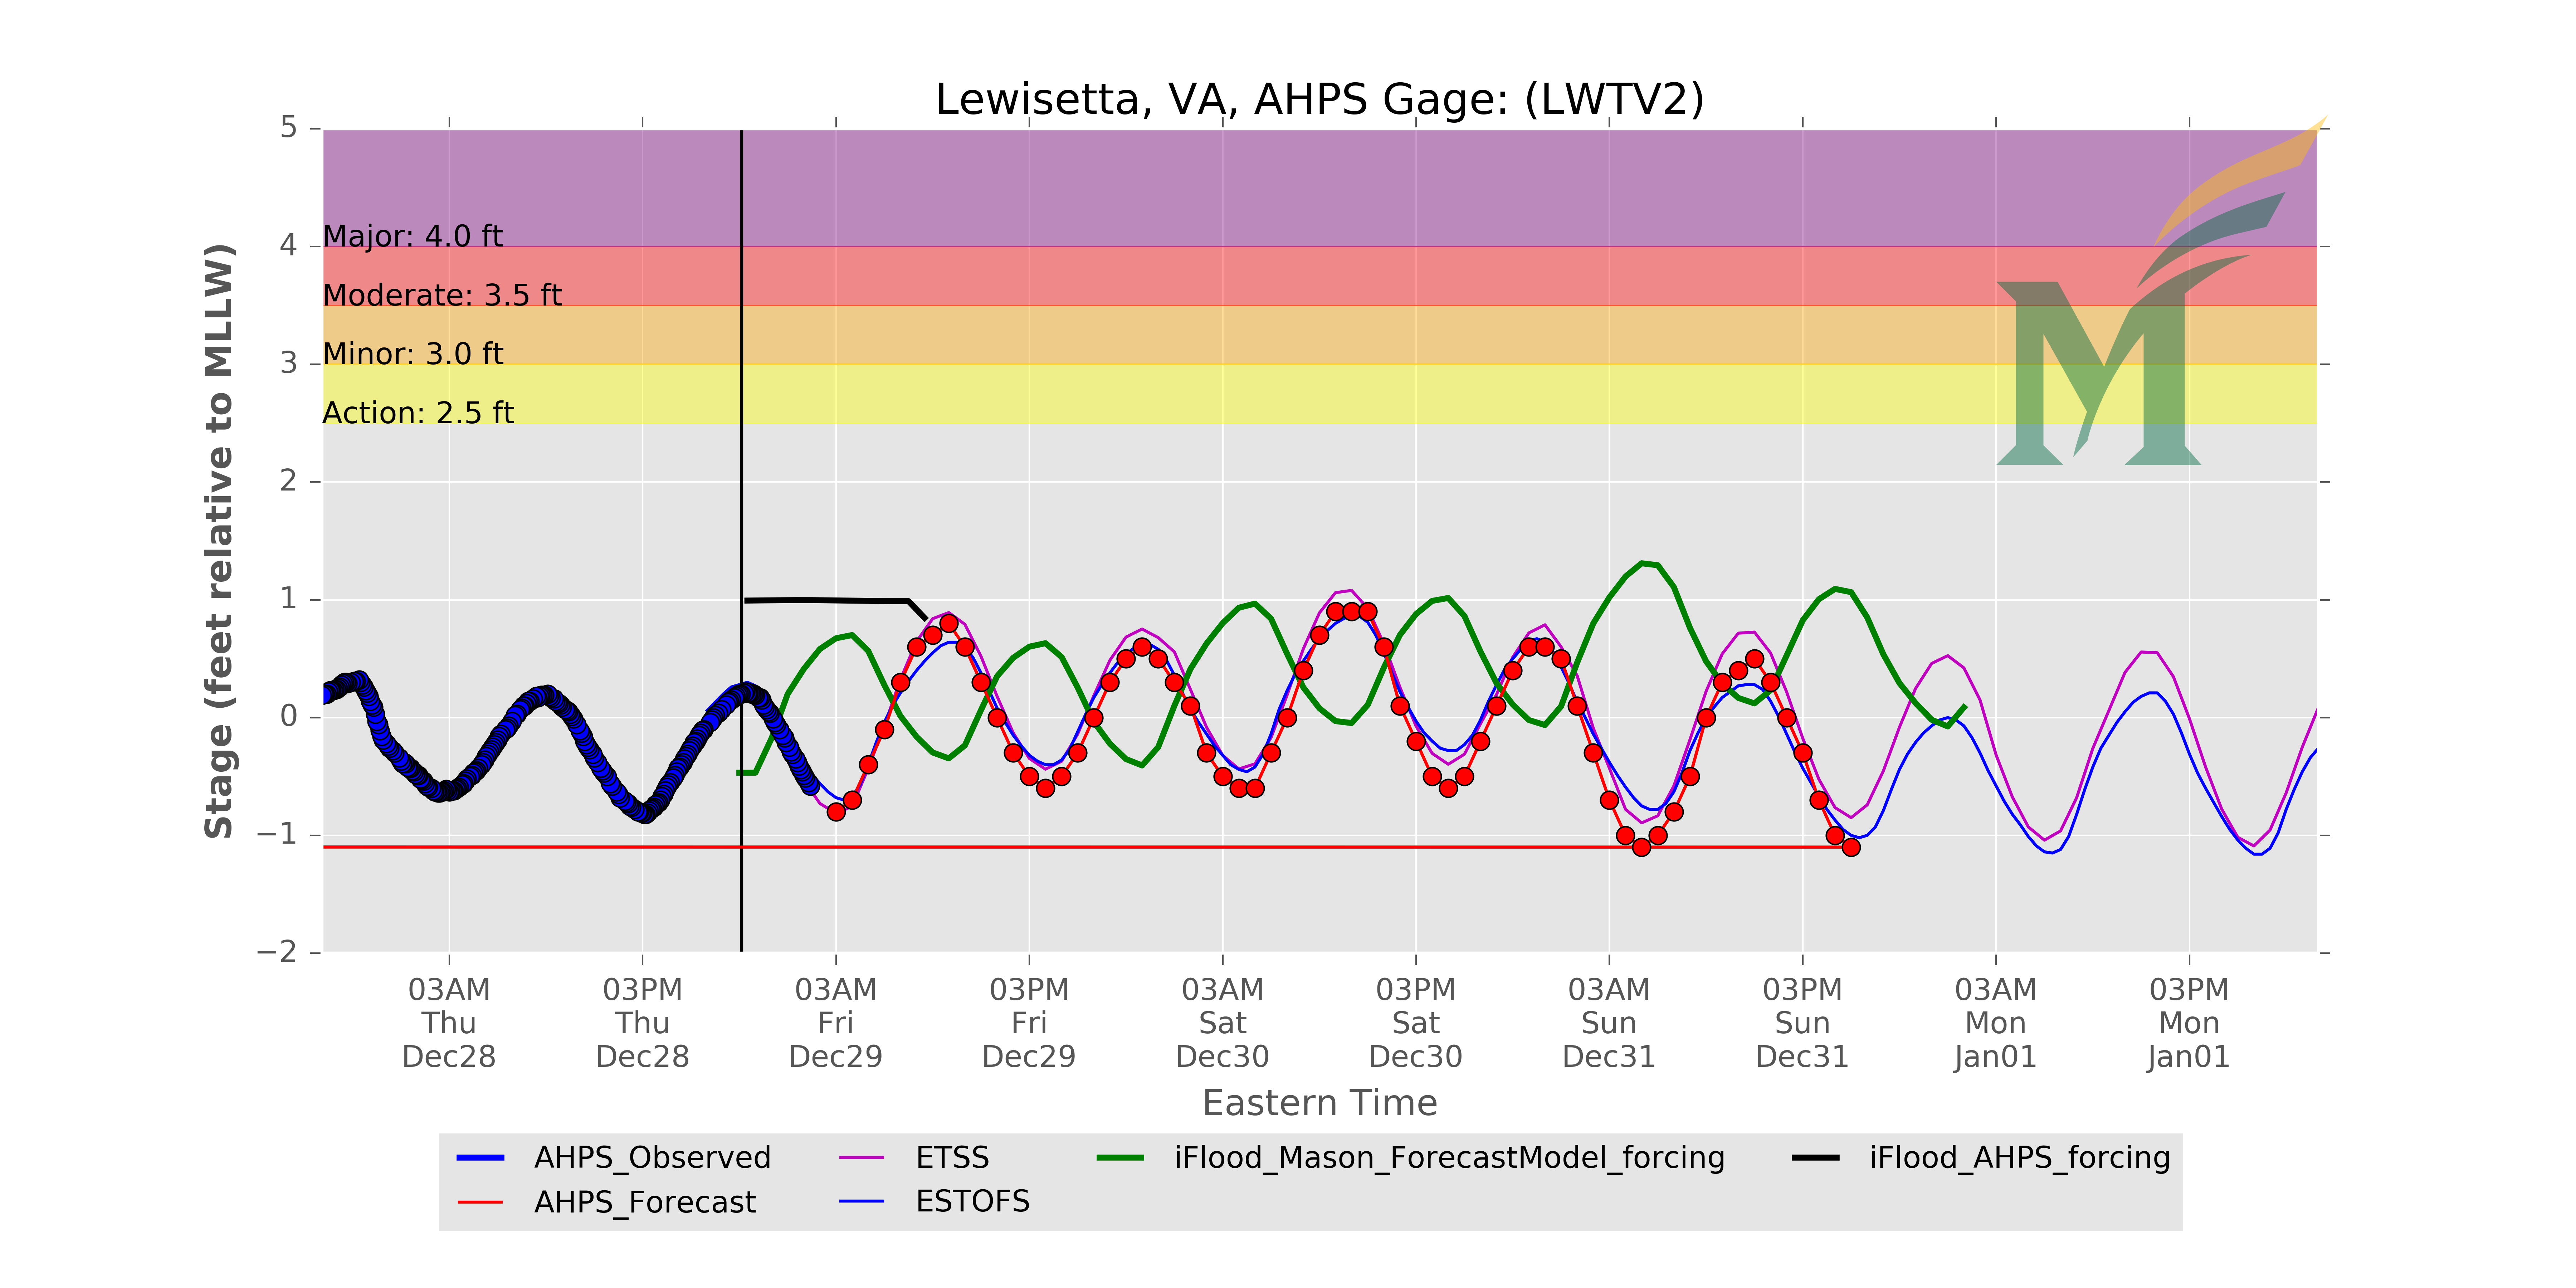 Lewisetta, VA, AHPS Gage: (LWTV2)
Stage (feet relative to MLLW)
5
4
3
2
1
0
−1
−2
Major: 4.0 ft
Moderate: 3.5 ft
Minor: 3.0 ft
Action: 2.5 ft
M
03AM 03PM 03AM 03PM 03AM 03PM 03AM 03PM 03AM 03PM
Thu Thu Fri Fri Sat Sat Sun Sun Mon Mon
Dec28 Dec28 Dec29 Dec29 Dec30 Dec30 Dec31 Dec31 Jan01 Jan01
Eastern Time
AHPS_Observed ETSS iFlood_Mason_ForecastModel_forcing iFlood_AHPS_forcing
AHPS_Forecast ESTOFS